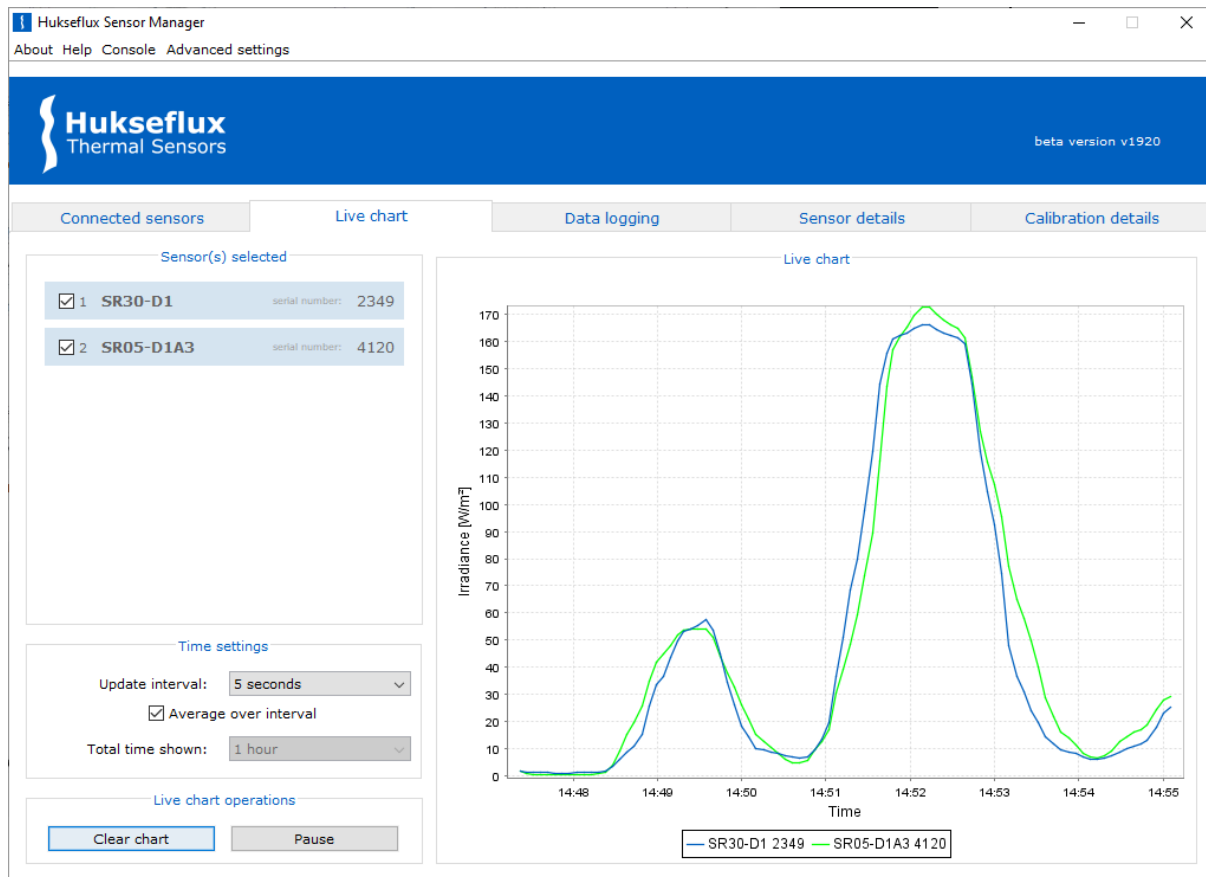 Hukseflux Sensor Manager
About Help Console Advanced settings
Hukseflux
Thermal Sensors
beta version v1920
Connected sensors
Live chart
Data logging
Sensor details
Calibration details
Sensor(s) selected
1 SR30-D1 serial number: 2349
2 SR05-D1A3 serial number: 4120
Time settings
Update interval: 5 seconds
Average over interval
Total time shown: 1 hour
Live chart operations
Clear chart
Pause
Live chart
Irradiance [W/m²]
170
160
150
140
130
120
110
100
90
80
70
60
50
40
30
20
10
0
14:48 14:49 14:50 14:51 14:52 14:53 14:54 14:55
Time
SR30-D1 2349 SR05-D1A3 4120